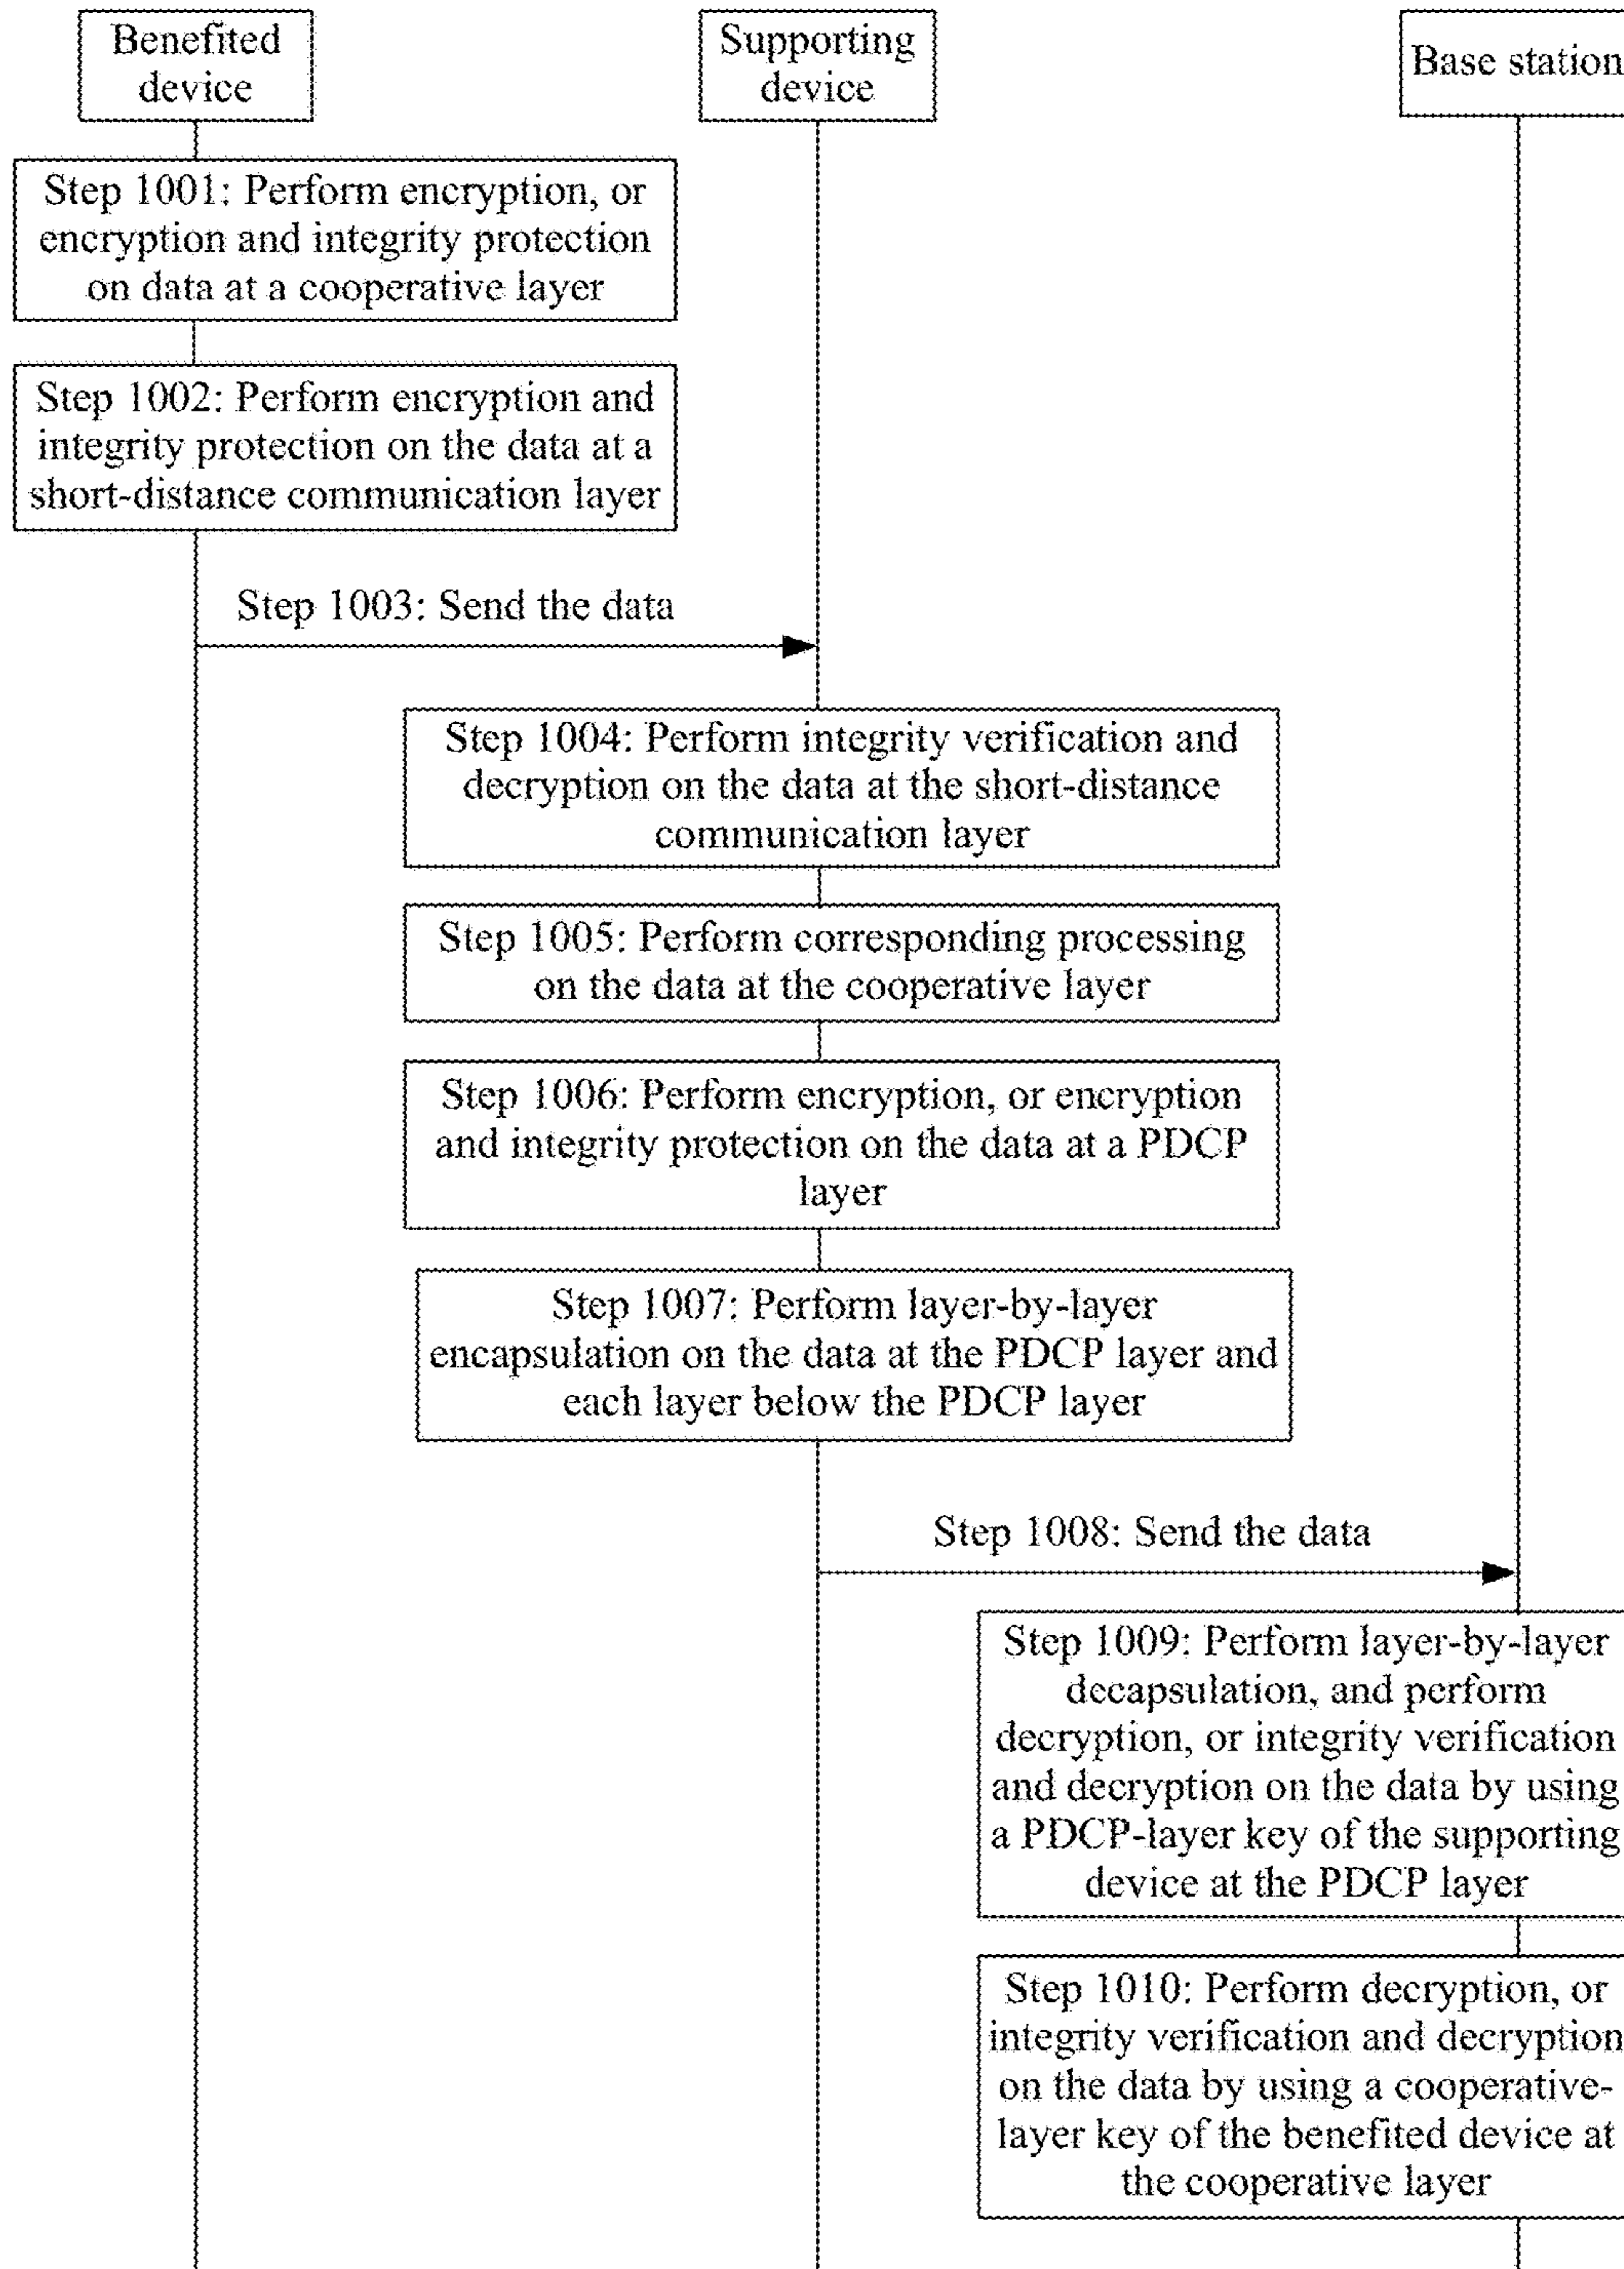 Benefited
device
Supporting
device
Base station
Step 1001: Perform encryption, or
encryption and integrity protection
on data at a cooperative layer
Step 1002: Perform encryption and
integrity protection on the data at a
short-distance communication layer
Step 1003: Send the data
Step 1004: Perform integrity verification and
decryption on the data at the short-distance
communication layer
Step 1005: Perform corresponding processing
on the data at the cooperative layer
Step 1006: Perform encryption, or encryption
and integrity protection on the data at a PDCP
layer
Step 1007: Perform layer-by-layer
encapsulation on the data at the PDCP layer and
each layer below the PDCP layer
Step 1008: Send the data
Step 1009: Perform layer-by-layer
decapsulation, and perform
decryption, or integrity verification
and decryption on the data by using
a PDCP-layer key of the supporting
device at the PDCP layer
Step 1010: Perform decryption, or
integrity verification and decryption
on the data by using a cooperative-
layer key of the benefited device at
the cooperative layer